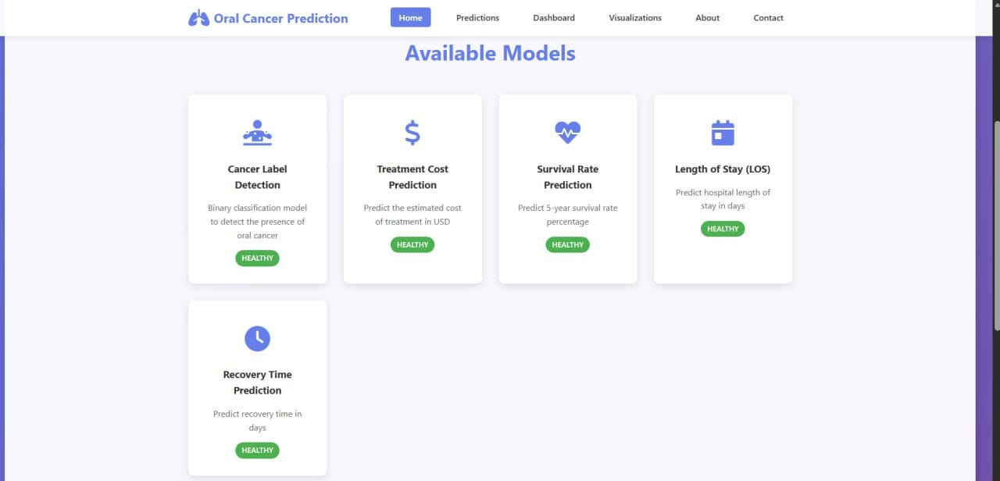 Oral Cancer Prediction
Home
Predictions
Dashboard
Visualizations
About
Contact
Available Models
Cancer Label
Detection
Binary classification model
to detect the presence of
oral cancer
HEALTHY
Treatment Cost
Prediction
Predict the estimated cost
of treatment in USD
HEALTHY
Survival Rate
Prediction
Predict 5-year survival rate
percentage
HEALTHY
Length of Stay (LOS)
Predict hospital length of
stay in days
HEALTHY
Recovery Time
Prediction
Predict recovery time in
days
HEALTHY